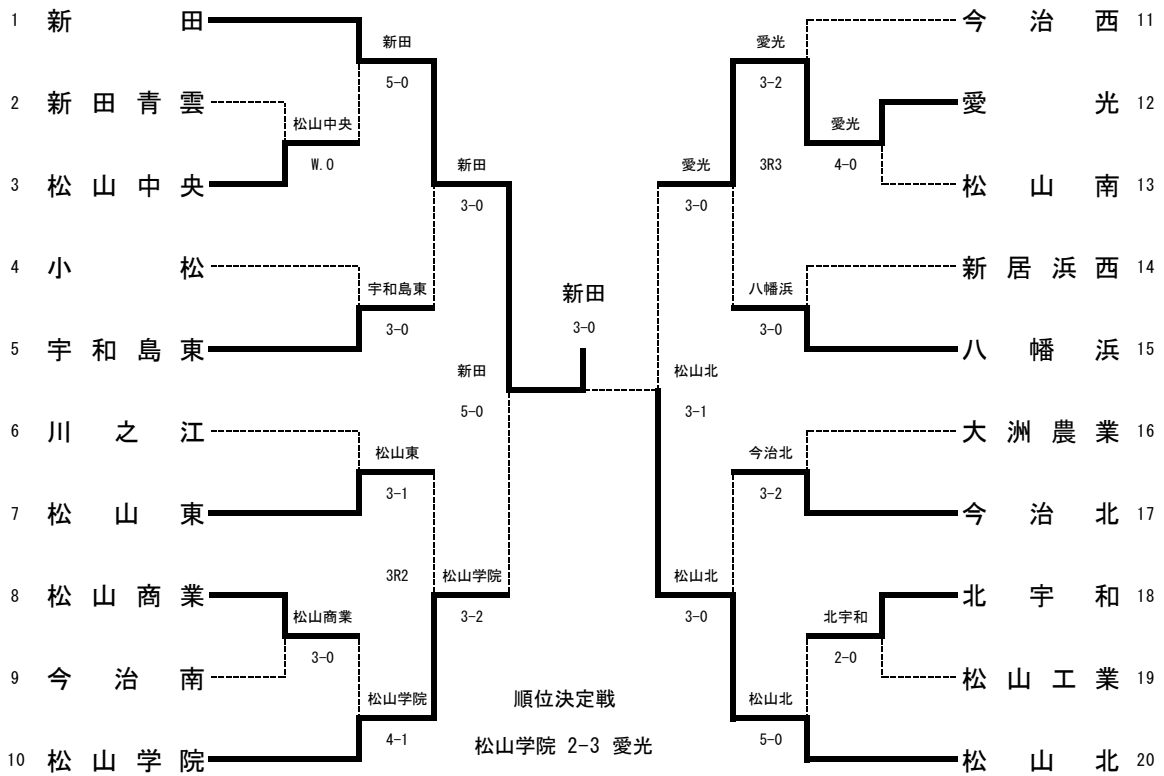 1 新田
2 新田青雲
3 松山中央
4 小松
5 宇和島東
6 川之江
7 松山東
8 松山商業
9 今治南
10 松山学院
新田
5-0
松山中央
W.0
新田
3-0
宇和島東
3-0
新田
5-0
松山東
3-1
3R2
松山学院
3-2
松山商業
3-0
松山学院
4-1
新田
3-0
順位決定戦
松山学院 2-3 愛光
愛光
3-2
愛光
4-0
愛光
3-0
3R3
八幡浜
3-0
松山北
3-1
今治北
3-2
松山北
3-0
北宇和
2-0
松山北
5-0
今治西 11
愛光 12
松山南 13
新居浜西 14
八幡浜 15
大洲農業 16
今治北 17
北宇和 18
松山工業 19
松山北 20